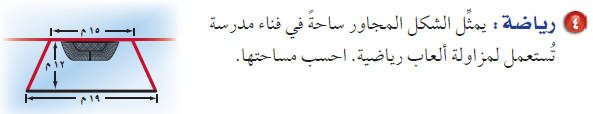 ٤ رياضة : يمثِّل الشكل المجاور ساحةً في فناء مدرسة
تُستعمل لمزاولة ألعاب رياضية. احسب مساحتها.
١٥ م
١٢ م
١٩ م